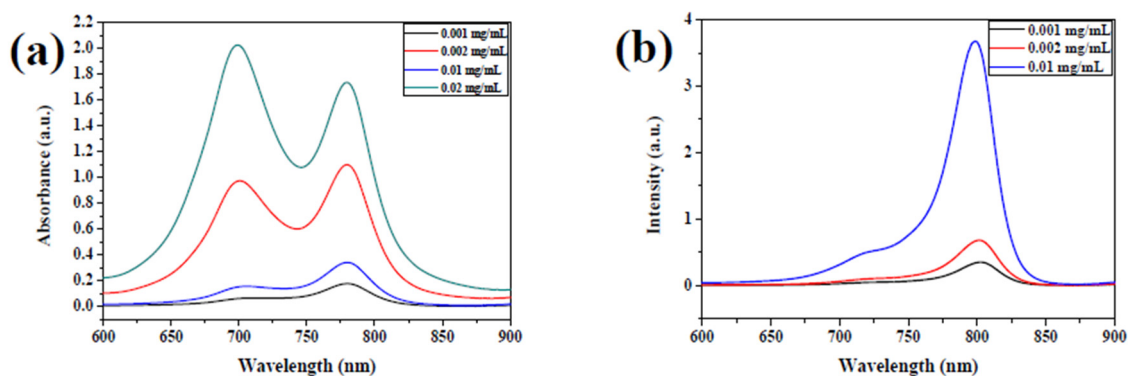 (a)
Absorbance (a.u.)
2.2
2.0
1.8
1.6
1.4
1.2
1.0
0.8
0.6
0.4
0.2
0.0
0.001 mg/mL
0.002 mg/mL
0.01 mg/mL
0.02 mg/mL
600 650 700 750 800 850 900
Wavelength (nm)
(b)
Intensity (a.u.)
4
3
2
1
0
0.001 mg/mL
0.002 mg/mL
0.01 mg/mL
600 650 700 750 800 850 900
Wavelength (nm)